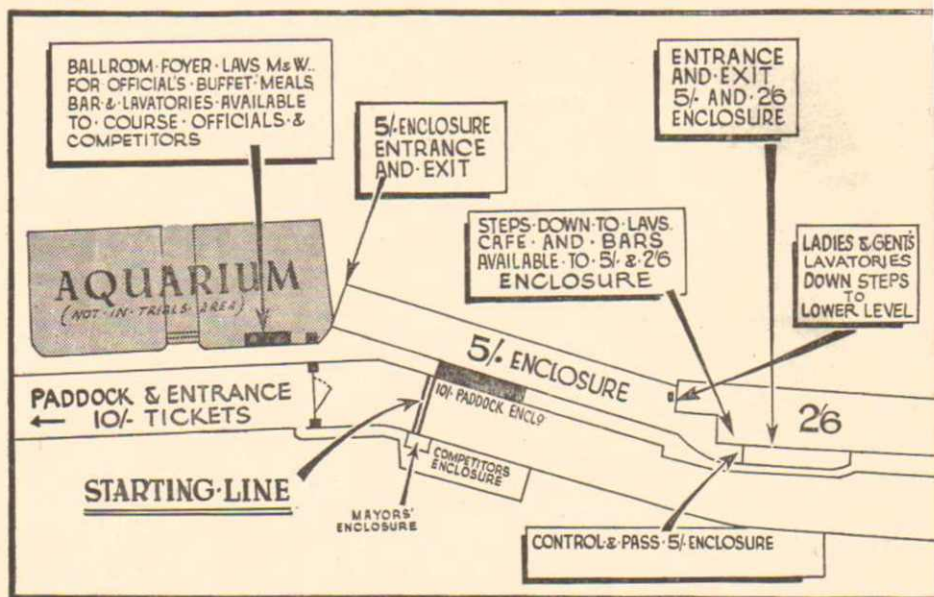 BALLROOM·FOYER·LAVS M&W..
FOR OFFICIAL'S·BUFFET·MEALS,
BAR·&·LAVATORIES·AVAILABLE
TO·COURSE·OFFICIALS·&
COMPETITORS
5/- ENCLOSURE
ENTRANCE
AND·EXIT
ENTRANCE
AND·EXIT
5/- AND·2'6
ENCLOSURE
STEPS·DOWN·TO·LAVS.
CAFE·AND·BARS
AVAILABLE·TO·5/- & 2'6
ENCLOSURE
LADIES & GENT'S
LAVATORIES
DOWN STEPS
TO
LOWER LEVEL
AQUARIUM
(NOT·IN·TRIALS·AREA)
5/- ENCLOSURE
2'6
PADDOCK & ENTRANCE
← 10/- TICKETS
10/- PADDOCK ENCLO.
STARTING·LINE
MAYORS'
ENCLOSURE
COMPETITORS
ENCLOSURE
CONTROL·&·PASS·5/- ENCLOSURE